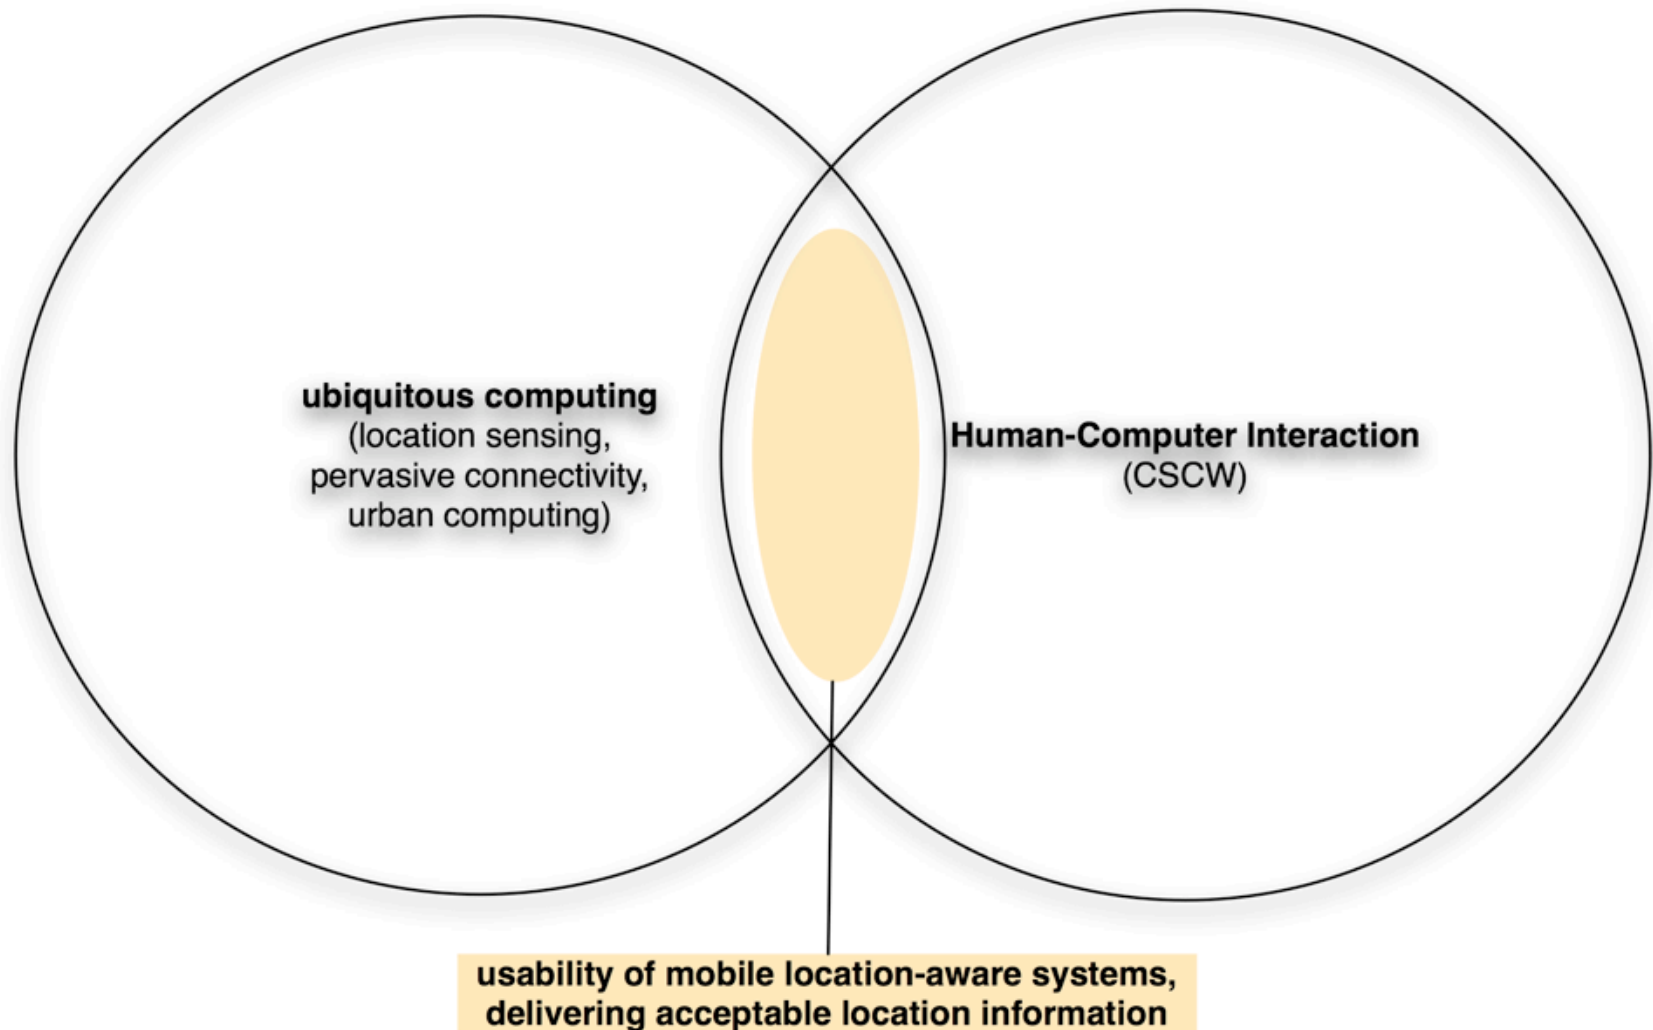 ubiquitous computing
(location sensing,
pervasive connectivity,
urban computing)
Human-Computer Interaction
(CSCW)
usability of mobile location-aware systems,
delivering acceptable location information